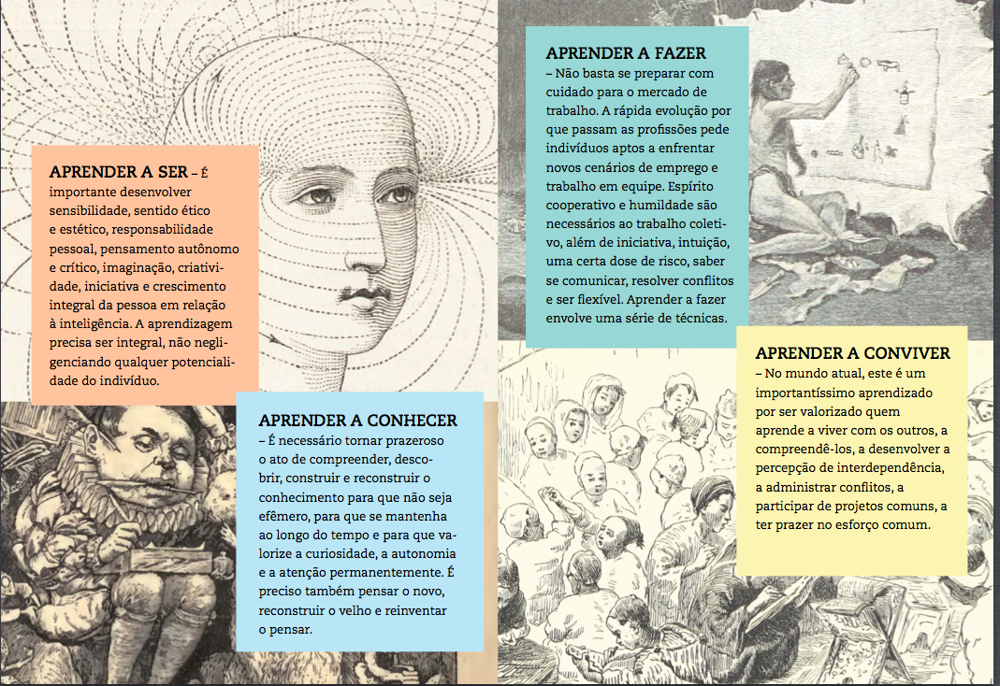 APRENDER A SER – É
importante desenvolver
sensibilidade, sentido ético
e estético, responsabilidade
pessoal, pensamento autônomo
e crítico, imaginação, criativi-
dade, iniciativa e crescimento
integral da pessoa em relação
à inteligência. A aprendizagem
precisa ser integral, não negli-
genciando qualquer potenciali-
dade do indivíduo.
APRENDER A CONHECER
– É necessário tornar prazeroso
o ato de compreender, desco-
brir, construir e reconstruir o
conhecimento para que não seja
efêmero, para que se mantenha
ao longo do tempo e para que va-
lorize a curiosidade, a autonomia
e a atenção permanentemente. É
preciso também pensar o novo,
reconstruir o velho e reinventar
o pensar.
APRENDER A FAZER
– Não basta se preparar com
cuidado para o mercado de
trabalho. A rápida evolução por
que passam as profissões pede
indivíduos aptos a enfrentar
novos cenários de emprego e
trabalho em equipe. Espírito
cooperativo e humildade são
necessários ao trabalho coleti-
vo, além de iniciativa, intuição,
uma certa dose de risco, saber
se comunicar, resolver conflitos
e ser flexível. Aprender a fazer
envolve uma série de técnicas.
APRENDER A CONVIVER
– No mundo atual, este é um
importantíssimo aprendizado
por ser valorizado quem
aprende a viver com os outros, a
compreendê-los, a desenvolver a
percepção de interdependência,
a administrar conflitos, a
participar de projetos comuns, a
ter prazer no esforço comum.